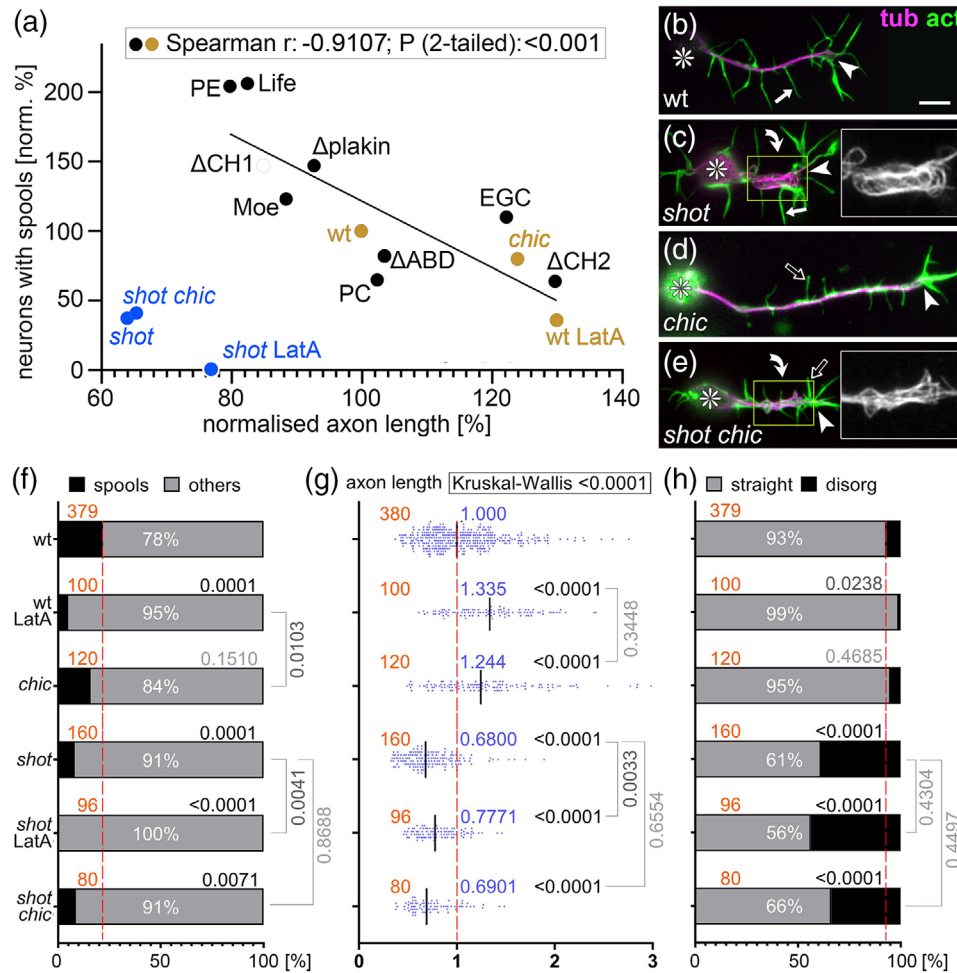 (a)
Spearman r: -0.9107; P (2-tailed):<0.001
neurons with spools [norm. %]
200
150
100
50
0
PE
Life
ΔCH1
Δplakin
Moe
EGC
wt
chic
ΔABD
ΔCH2
PC
shot chic
shot
wt LatA
shot LatA
60 80 100 120 140
normalised axon length [%]
(b) tub act
wt
(c)
shot
(d)
chic
(e)
shot chic
(f) spools others
379
wt 78%
100 0.0001
wt
LatA 95%
0.0103
120 0.1510
chic 84%
160 0.0001
shot 91%
0.0041
96 <0.0001
shot
LatA 100%
0.8688
80 0.0071
shot
chic 91%
0 50 100 [%]
(g) axon length Kruskal-Wallis <0.0001
380 1.000
100 1.335 <0.0001
0.3448
120 1.244 <0.0001
160 0.6800 <0.0001
0.0033
96 0.7771 <0.0001
0.6554
80 0.6901 <0.0001
0 1 2 3
(h) straight disorg
379
93%
100 0.0238
99%
120 0.4685
95%
160 <0.0001
61%
0.4304
96 <0.0001
56%
0.4497
80 <0.0001
66%
0 50 100 [%]